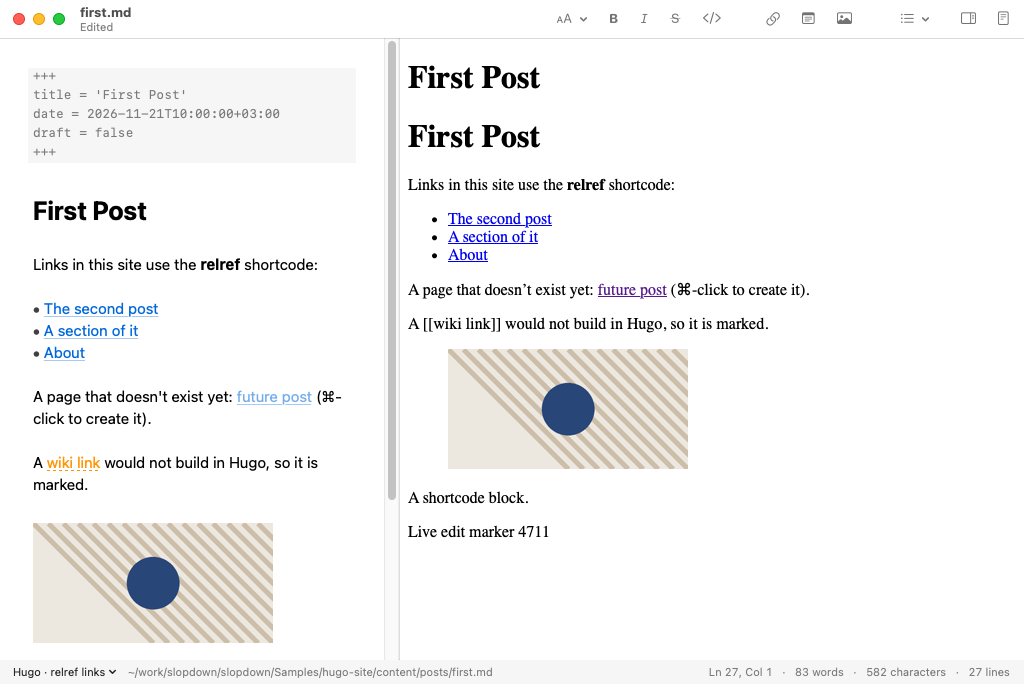 first.md
Edited
AA
B
I
S
</>
+++
title = 'First Post'
date = 2026-11-21T10:00:00+03:00
draft = false
+++
First Post
Links in this site use the relref shortcode:
• The second post
• A section of it
• About
A page that doesn't exist yet: future post (⌘-
click to create it).
A wiki link would not build in Hugo, so it is
marked.
First Post
First Post
Links in this site use the relref shortcode:
• The second post
• A section of it
• About
A page that doesn’t exist yet: future post (⌘-click to create it).
A [[wiki link]] would not build in Hugo, so it is marked.
A shortcode block.
Live edit marker 4711
Hugo · relref links
~/work/slopdown/slopdown/Samples/hugo-site/content/posts/first.md
Ln 27, Col 1 · 83 words · 582 characters · 27 lines